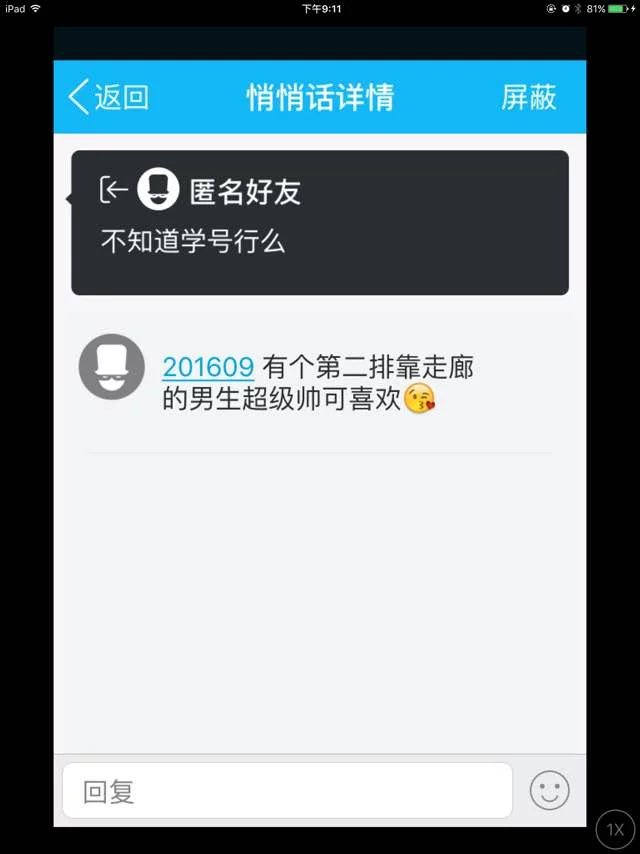 iPad 下午9:11 81%
返回 悄悄话详情 屏蔽
匿名好友
不知道学号行么
201609 有个第二排靠走廊
的男生超级帅可喜欢😘
回复
1X